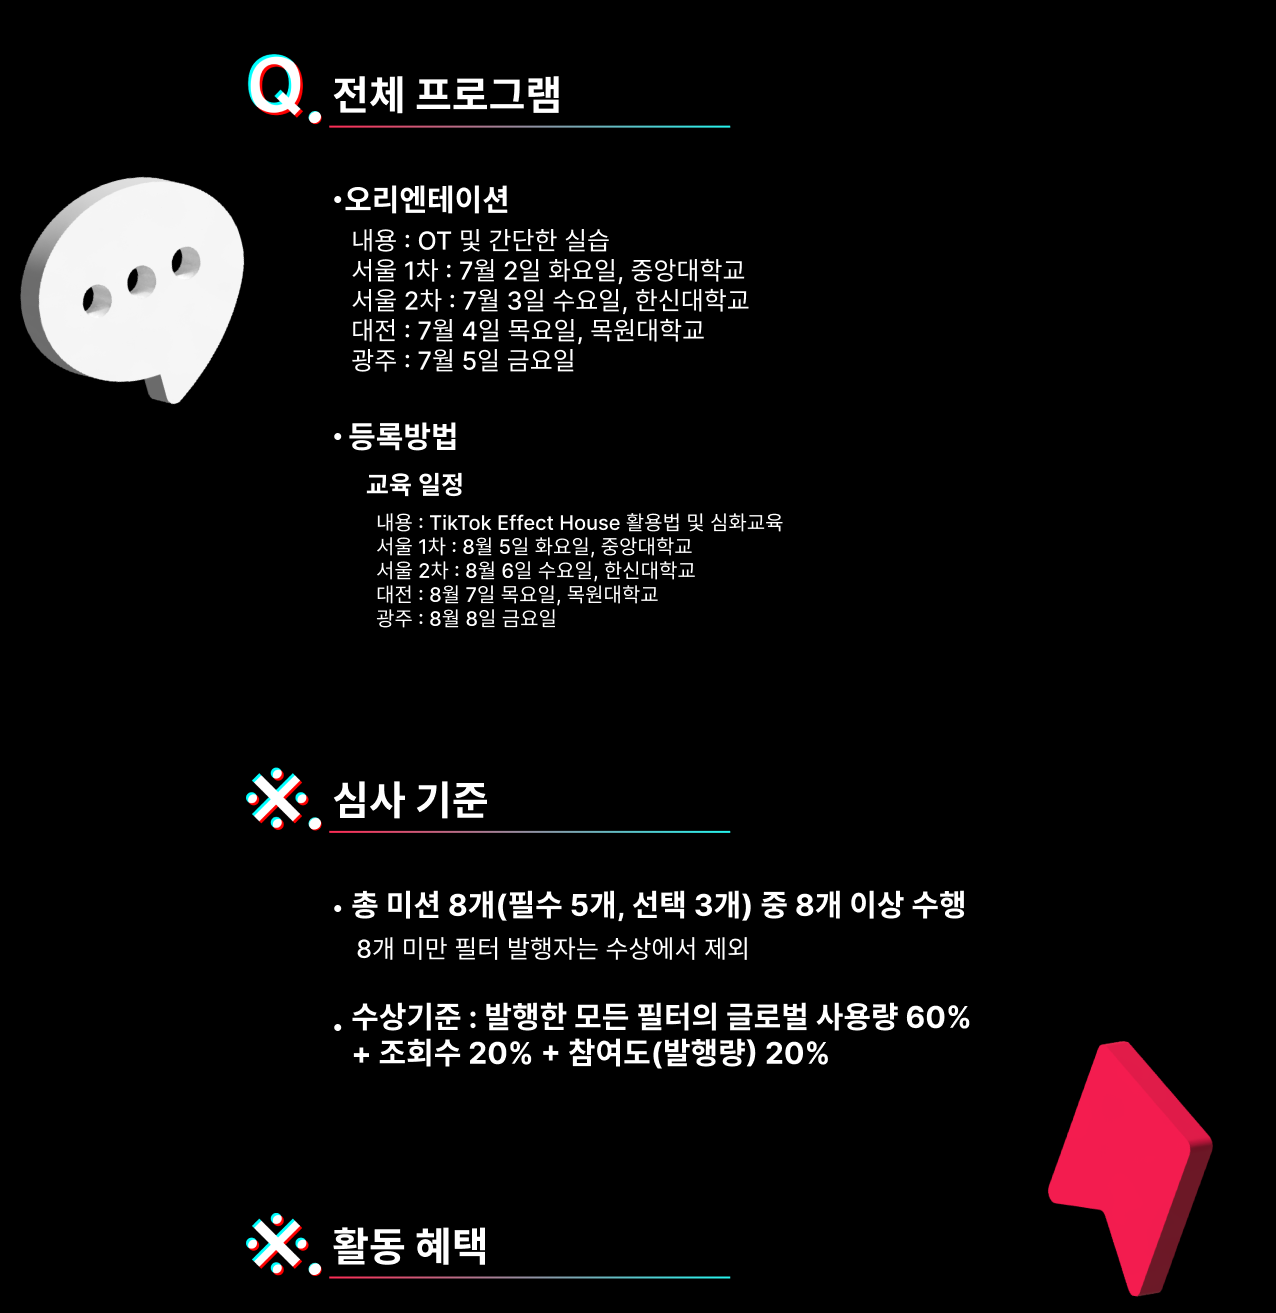 Q. 전체 프로그램
•오리엔테이션
내용 : OT 및 간단한 실습
서울 1차 : 7월 2일 화요일, 중앙대학교
서울 2차 : 7월 3일 수요일, 한신대학교
대전 : 7월 4일 목요일, 목원대학교
광주 : 7월 5일 금요일
• 등록방법
교육 일정
내용 : TikTok Effect House 활용법 및 심화교육
서울 1차 : 8월 5일 화요일, 중앙대학교
서울 2차 : 8월 6일 수요일, 한신대학교
대전 : 8월 7일 목요일, 목원대학교
광주 : 8월 8일 금요일
※. 심사 기준
• 총 미션 8개(필수 5개, 선택 3개) 중 8개 이상 수행
8개 미만 필터 발행자는 수상에서 제외
• 수상기준 : 발행한 모든 필터의 글로벌 사용량 60%
+ 조회수 20% + 참여도(발행량) 20%
※. 활동 혜택